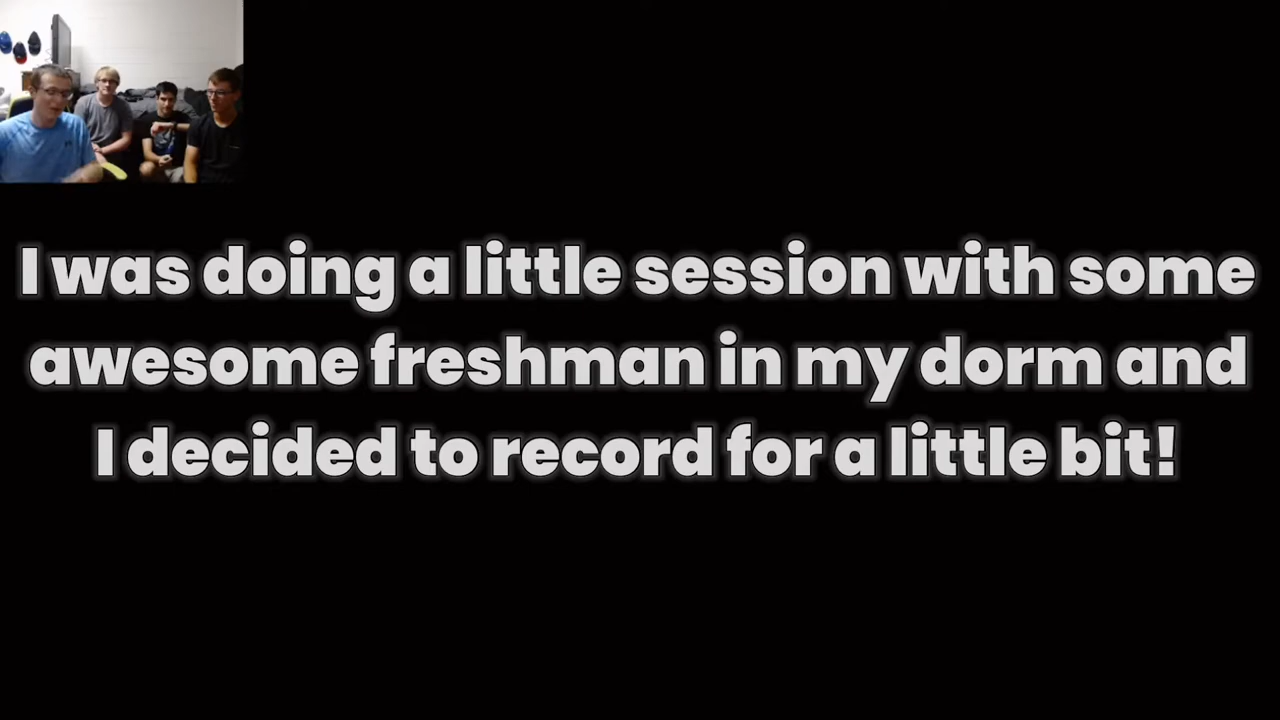 I was doing a little session with some
awesome freshman in my dorm and
I decided to record for a little bit!